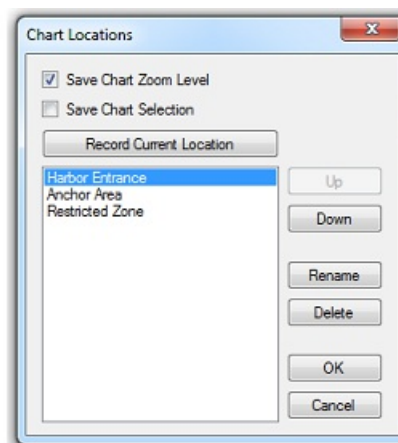 Chart Locations
Save Chart Zoom Level
Save Chart Selection
Record Current Location
Harbor Entrance
Anchor Area
Restricted Zone
Up
Down
Rename
Delete
OK
Cancel